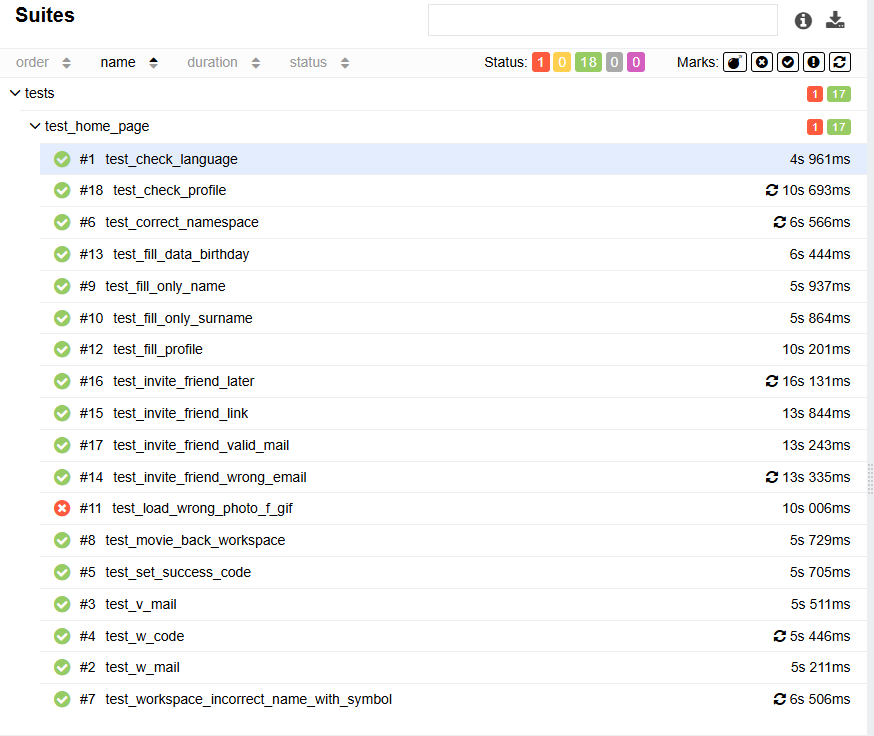 Suites
order name duration status Status: 1 0 18 0 0 Marks:
tests 1 17
test_home_page 1 17
#1 test_check_language 4s 961ms
#18 test_check_profile 10s 693ms
#6 test_correct_namespace 6s 566ms
#13 test_fill_data_birthday 6s 444ms
#9 test_fill_only_name 5s 937ms
#10 test_fill_only_surname 5s 864ms
#12 test_fill_profile 10s 201ms
#16 test_invite_friend_later 16s 131ms
#15 test_invite_friend_link 13s 844ms
#17 test_invite_friend_valid_mail 13s 243ms
#14 test_invite_friend_wrong_email 13s 335ms
#11 test_load_wrong_photo_f_gif 10s 006ms
#8 test_movie_back_workspace 5s 729ms
#5 test_set_success_code 5s 705ms
#3 test_v_mail 5s 511ms
#4 test_w_code 5s 446ms
#2 test_w_mail 5s 211ms
#7 test_workspace_incorrect_name_with_symbol 6s 506ms